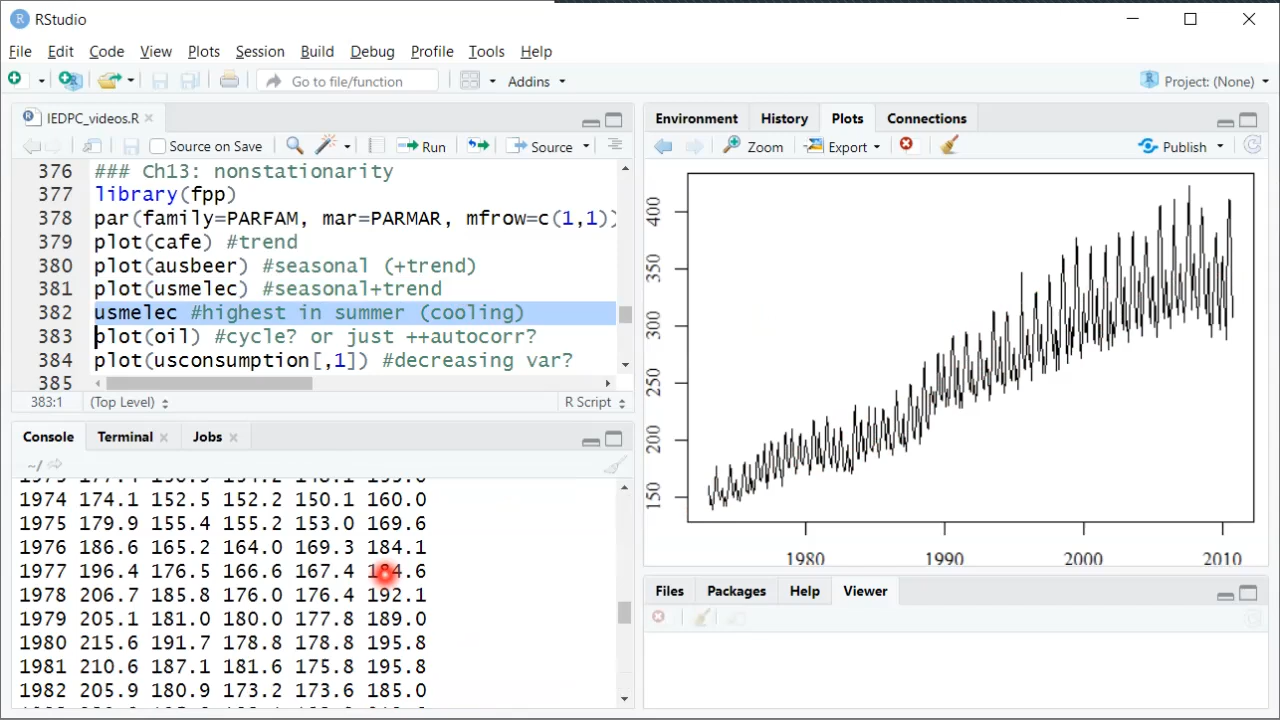 RStudio
File Edit Code View Plots Session Build Debug Profile Tools Help
Go to file/function Addins Project: (None)
IEDPC_videos.R
Source on Save Run Source
376 ### Ch13: nonstationarity
377 library(fpp)
378 par(family=PARFAM, mar=PARMAR, mfrow=c(1,1))
379 plot(cafe) #trend
380 plot(ausbeer) #seasonal (+trend)
381 plot(usmelec) #seasonal+trend
382 usmelec #highest in summer (cooling)
383 plot(oil) #cycle? or just ++autocorr?
384 plot(usconsumption[,1]) #decreasing var?
385
383:1 (Top Level) R Script
Console Terminal Jobs
~/
1974 174.1 152.5 152.2 150.1 160.0
1975 179.9 155.4 155.2 153.0 169.6
1976 186.6 165.2 164.0 169.3 184.1
1977 196.4 176.5 166.6 167.4
1978 206.7 185.8 176.0 176.4 192.1
1979 205.1 181.0 180.0 177.8 189.0
1980 215.6 191.7 178.8 178.8 195.8
1981 210.6 187.1 181.6 175.8 195.8
1982 205.9 180.9 173.2 173.6 185.0
Environment History Plots Connections
Zoom Export Publish
400
350
300
250
200
150
1980 1990 2000 2010
Files Packages Help Viewer